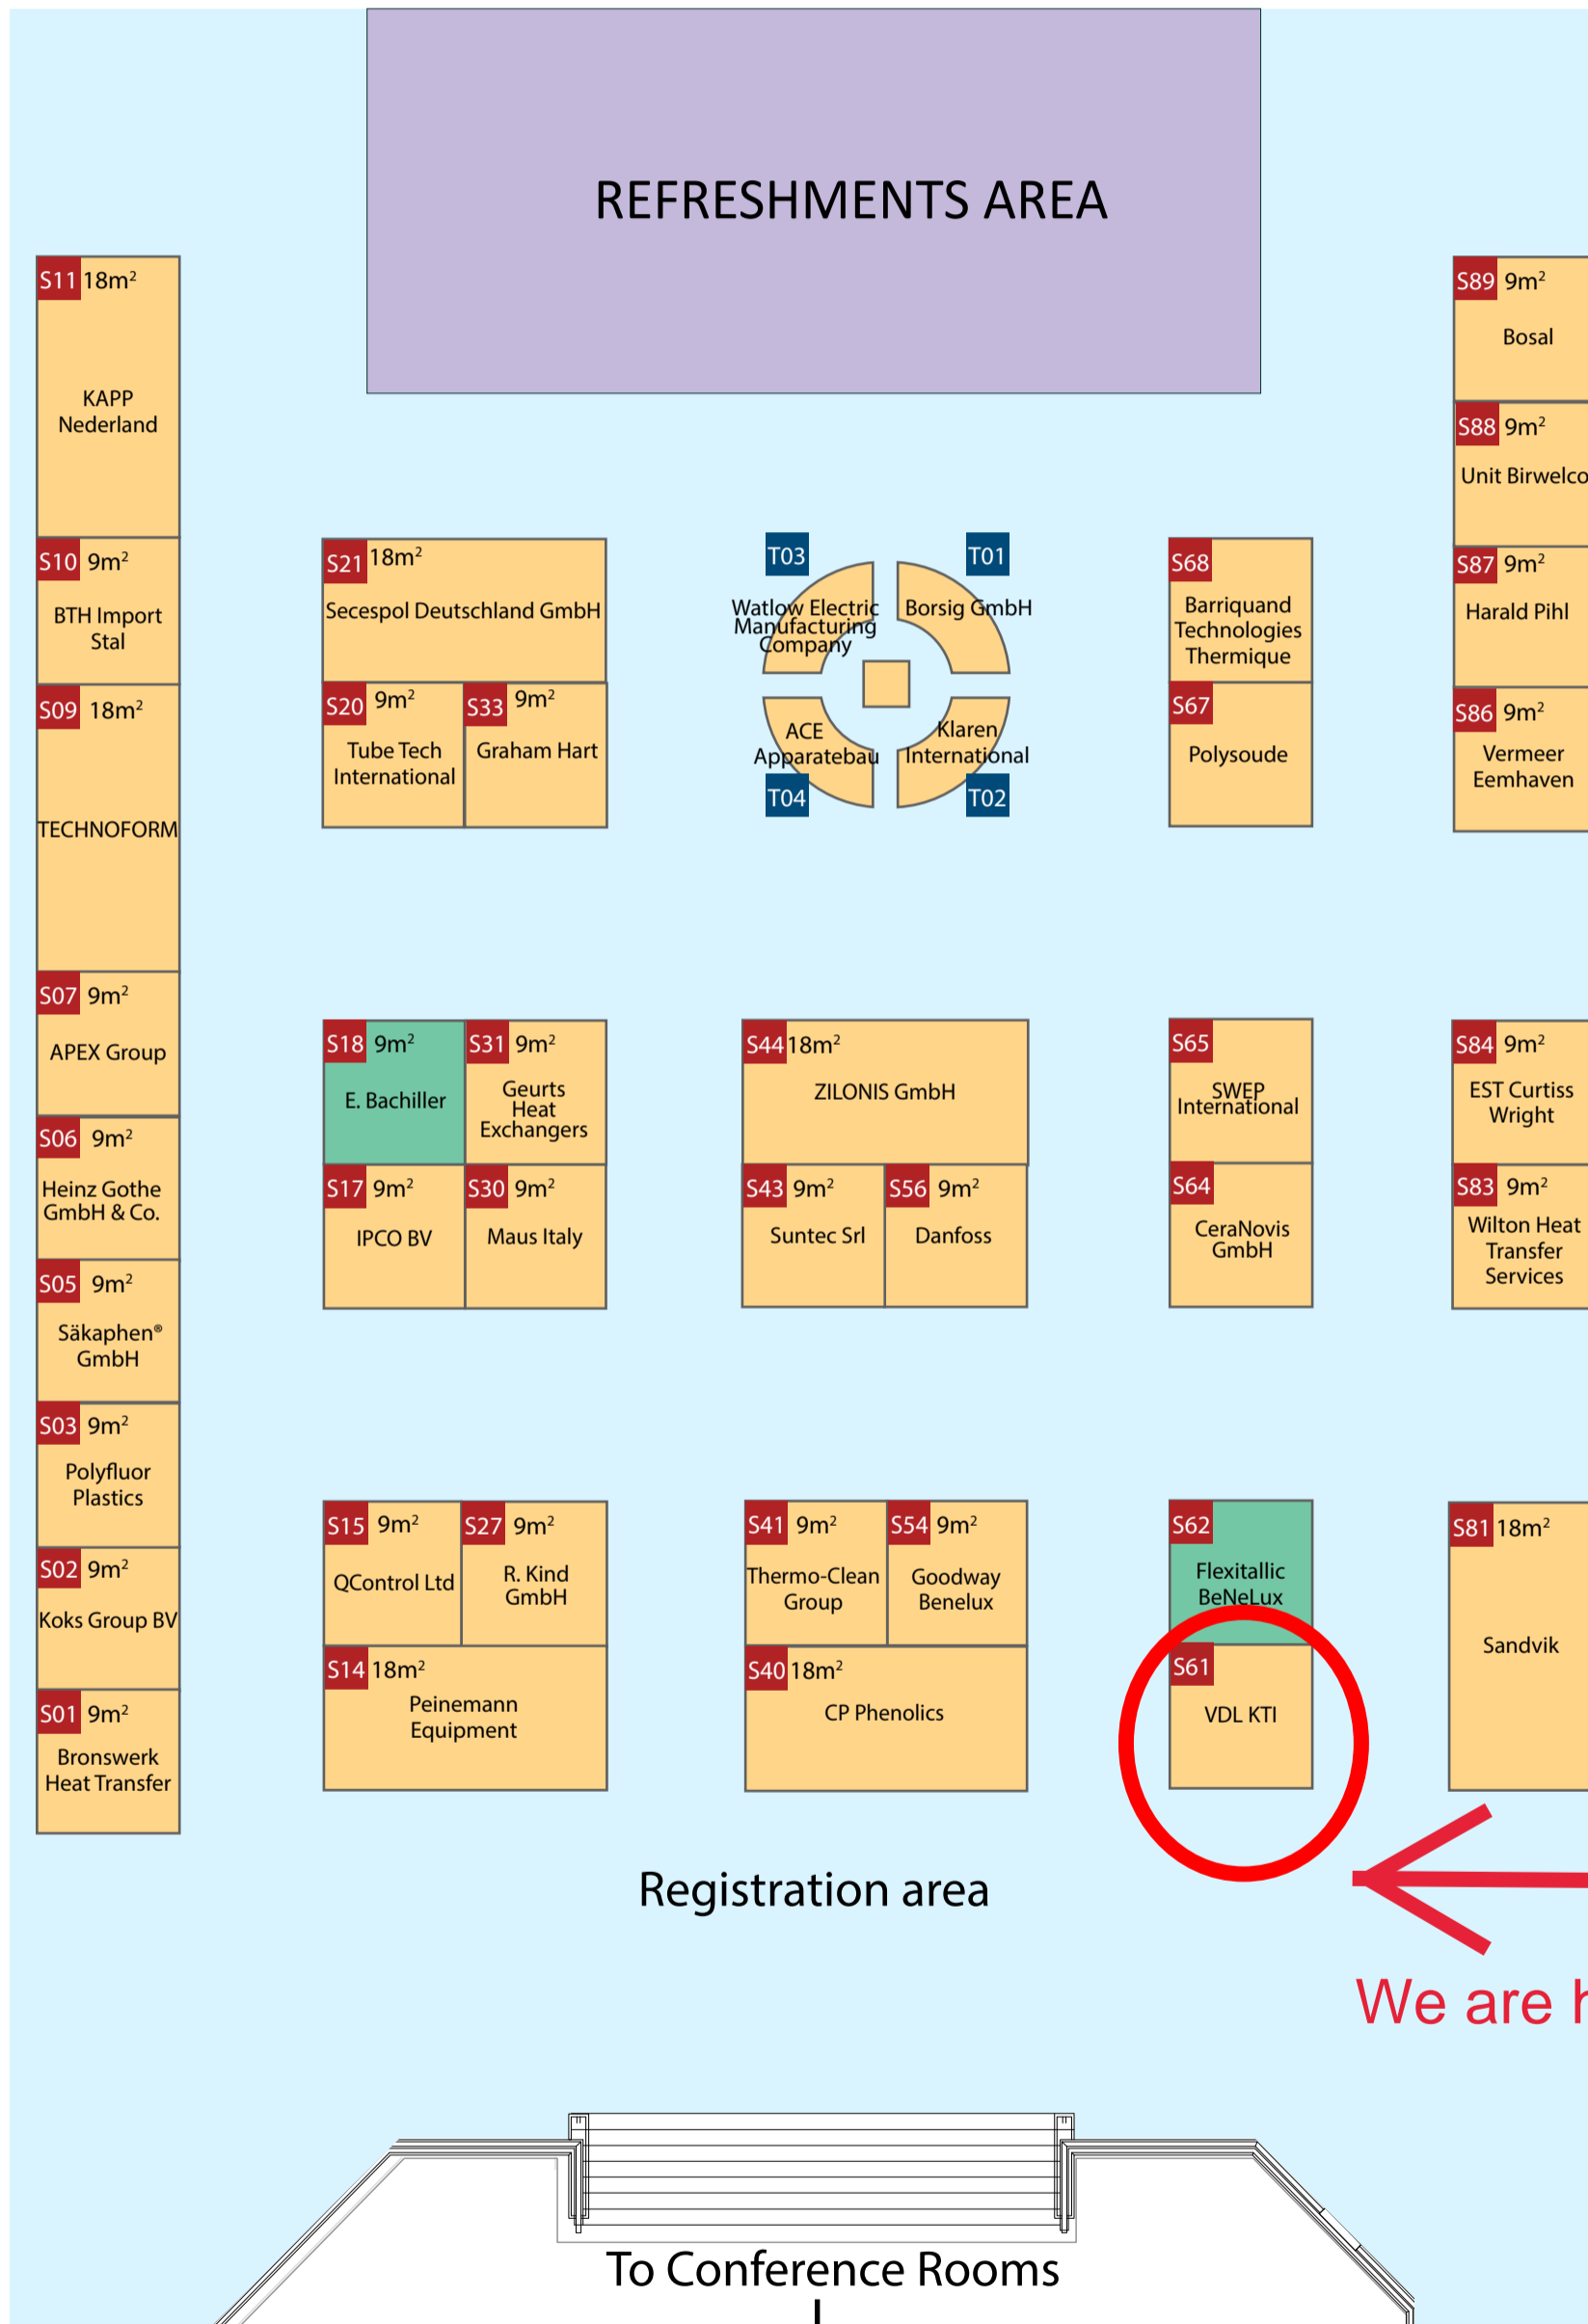 REFRESHMENTS AREA
S11 18m²
KAPP
Nederland
S10 9m²
BTH Import
Stal
S09 18m²
TECHNOFORM
S07 9m²
APEX Group
S06 9m²
Heinz Gothe
GmbH & Co.
S05 9m²
Säkaphen®
GmbH
S03 9m²
Polyfluor
Plastics
S02 9m²
Koks Group BV
S01 9m²
Bronswerk
Heat Transfer
S21 18m²
Secespol Deutschland GmbH
S20 9m²
Tube Tech
International
S33 9m²
Graham Hart
T03
Watlow Electric
Manufacturing
Company
T01
Borsig GmbH
ACE
Apparatebau
T04
Klaren
International
T02
S68
Barriquand
Technologies
Thermique
S67
Polysoude
S89 9m²
Bosal
S88 9m²
Unit Birwelco
S87 9m²
Harald Pihl
S86 9m²
Vermeer
Eemhaven
S18 9m²
E. Bachiller
S31 9m²
Geurts
Heat
Exchangers
S17 9m²
IPCO BV
S30 9m²
Maus Italy
S44 18m²
ZILONIS GmbH
S43 9m²
Suntec Srl
S56 9m²
Danfoss
S65
SWEP
International
S64
CeraNovis
GmbH
S84 9m²
EST Curtiss
Wright
S83 9m²
Wilton Heat
Transfer
Services
S15 9m²
QControl Ltd
S27 9m²
R. Kind
GmbH
S14 18m²
Peinemann
Equipment
S41 9m²
Thermo-Clean
Group
S54 9m²
Goodway
Benelux
S40 18m²
CP Phenolics
S62
Flexitallic
BeNeLux
S61
VDL KTI
S81 18m²
Sandvik
Registration area
We are h
To Conference Rooms